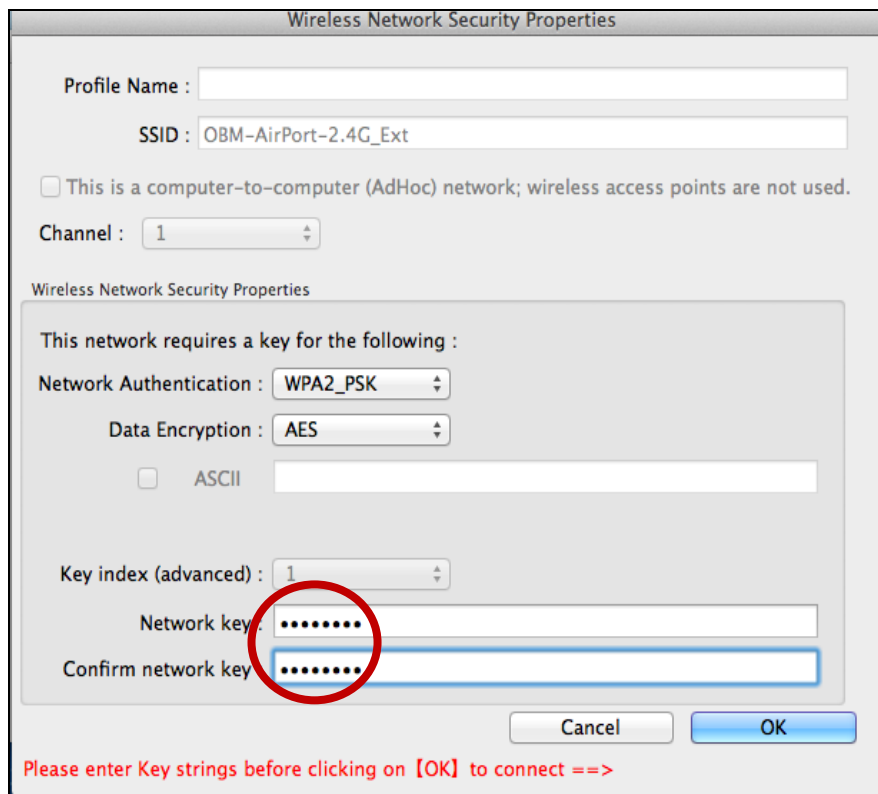 Wireless Network Security Properties
Profile Name :
SSID : OBM-AirPort-2.4G_Ext
This is a computer-to-computer (AdHoc) network; wireless access points are not used.
Channel : 1
Wireless Network Security Properties
This network requires a key for the following :
Network Authentication : WPA2_PSK
Data Encryption : AES
ASCII
Key index (advanced) : 1
Network key : ••••••••
Confirm network key ••••••••
Cancel OK
Please enter Key strings before clicking on【OK】to connect ==>